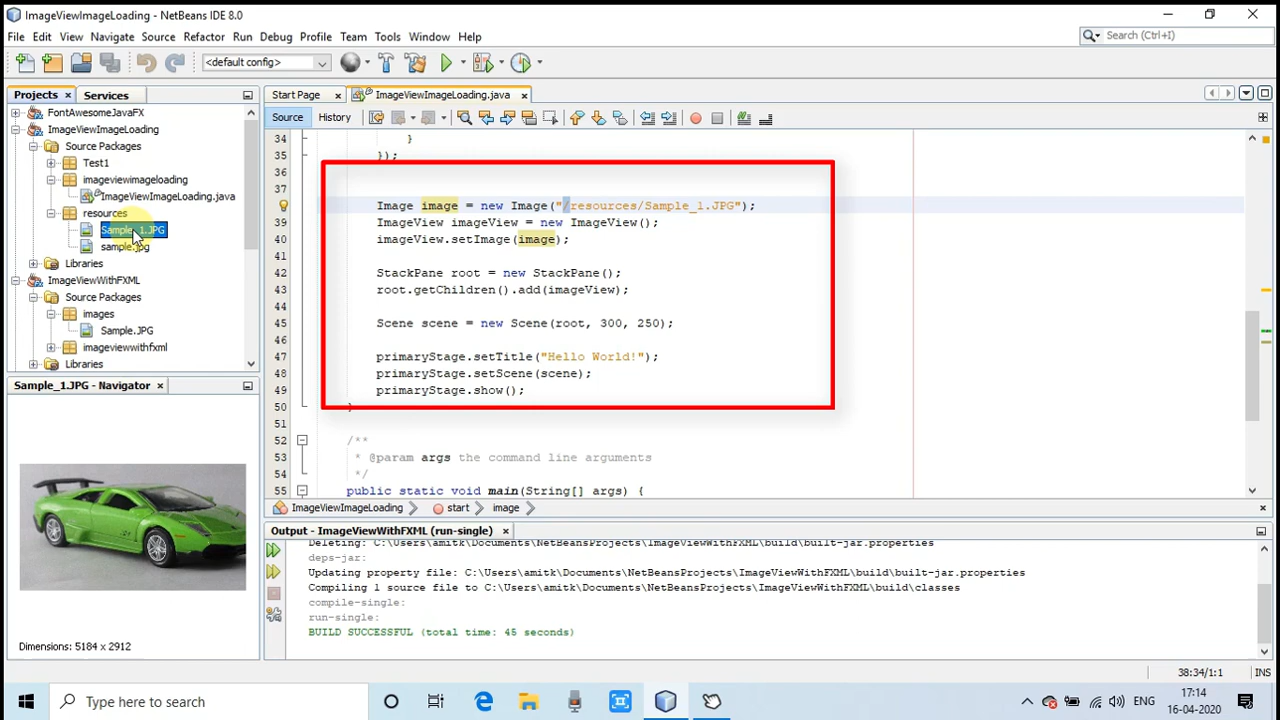 ImageViewImageLoading - NetBeans IDE 8.0
File Edit View Navigate Source Refactor Run Debug Profile Team Tools Window Help
Search (Ctrl+I)
<default config>
Projects × Services
Start Page × ImageViewImageLoading.java ×
Source History
FontAwesomeJavaFX
ImageViewImageLoading
Source Packages
Test1
imageviewimageloading
ImageViewImageLoading.java
resources
Sample_1.JPG
sample.jpg
Libraries
ImageViewWithFXML
Source Packages
images
Sample.JPG
imageviewwithfxml
Libraries
34 }
35 });
36
37
Image image = new Image("/resources/Sample_1.JPG");
39 ImageView imageView = new ImageView();
40 imageView.setImage(image);
41
42 StackPane root = new StackPane();
43 root.getChildren().add(imageView);
44
45 Scene scene = new Scene(root, 300, 250);
46
47 primaryStage.setTitle("Hello World!");
48 primaryStage.setScene(scene);
49 primaryStage.show();
50 }
51
52 /**
53 * @param args the command line arguments
54 */
55 public static void main(String[] args) {
ImageViewImageLoading start image
Sample_1.JPG - Navigator ×
Dimensions: 5184 x 2912
Output - ImageViewWithFXML (run-single) ×
Deleting: C:\Users\amitk\Documents\NetBeansProjects\ImageViewWithFXML\build\built-jar.properties
deps-jar:
Updating property file: C:\Users\amitk\Documents\NetBeansProjects\ImageViewWithFXML\build\built-jar.properties
Compiling 1 source file to C:\Users\amitk\Documents\NetBeansProjects\ImageViewWithFXML\build\classes
compile-single:
run-single:
BUILD SUCCESSFUL (total time: 45 seconds)
38:34/1:1 INS
Type here to search
ENG
17:14
16-04-2020